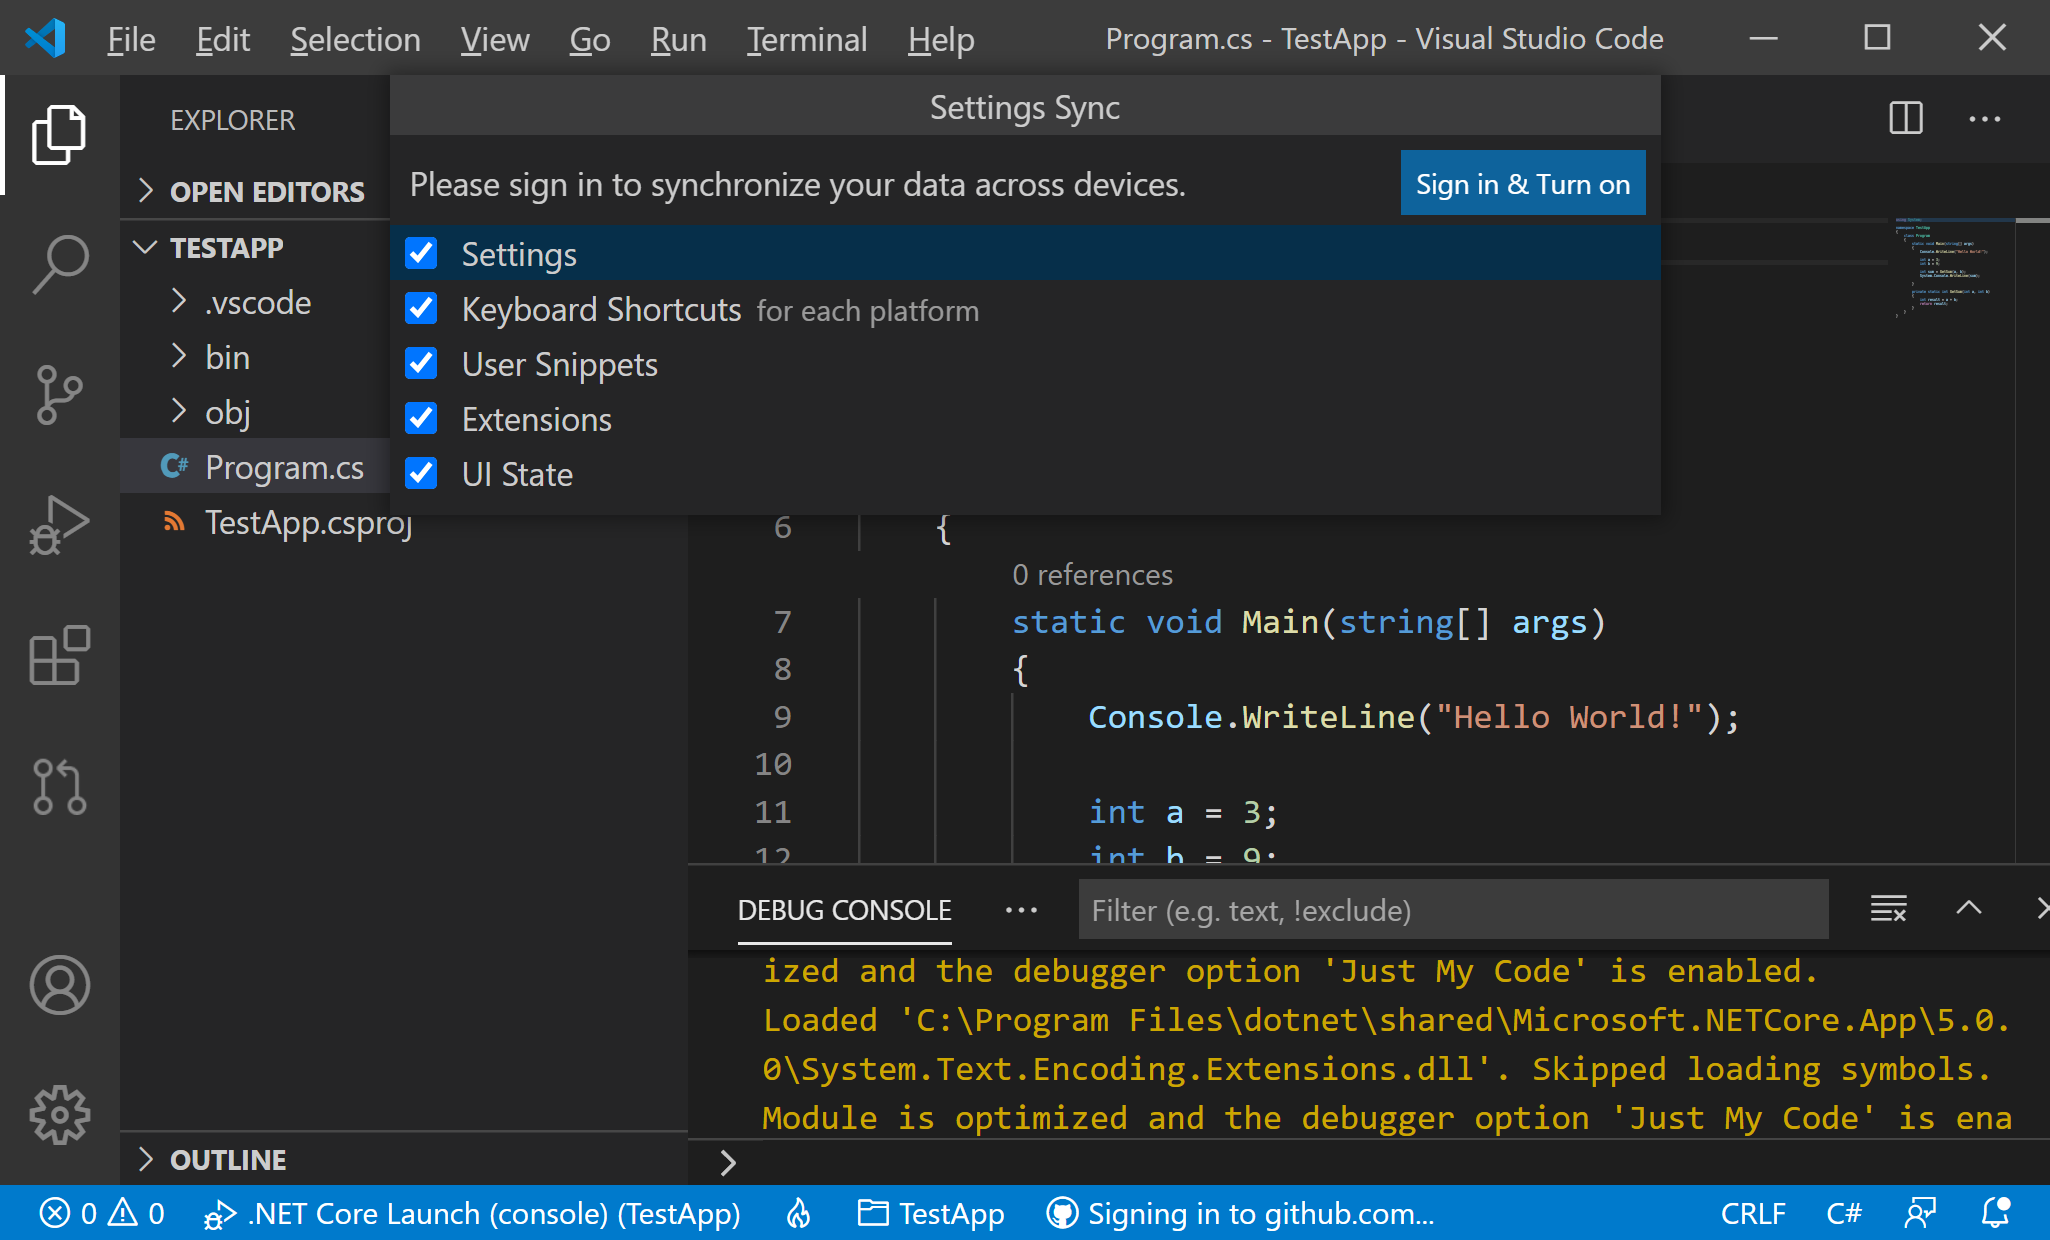 File Edit Selection View Go Run Terminal Help Program.cs - TestApp - Visual Studio Code
EXPLORER
OPEN EDITORS
TESTAPP
.vscode
bin
obj
C# Program.cs
TestApp.csproj
OUTLINE
Settings Sync
Please sign in to synchronize your data across devices.
Sign in & Turn on
Settings
Keyboard Shortcuts for each platform
User Snippets
Extensions
UI State
6 {
0 references
7 static void Main(string[] args)
8 {
9 Console.WriteLine("Hello World!");
10
11 int a = 3;
12 int b = 9;
DEBUG CONSOLE
Filter (e.g. text, !exclude)
ized and the debugger option 'Just My Code' is enabled.
Loaded 'C:\Program Files\dotnet\shared\Microsoft.NETCore.App\5.0.
0\System.Text.Encoding.Extensions.dll'. Skipped loading symbols.
Module is optimized and the debugger option 'Just My Code' is ena
0 0 .NET Core Launch (console) (TestApp) TestApp Signing in to github.com... CRLF C#